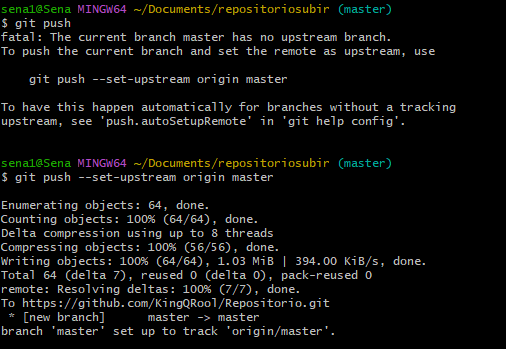 sena1@Sena MINGW64 ~/Documents/repositoriosubir (master)
$ git push
fatal: The current branch master has no upstream branch.
To push the current branch and set the remote as upstream, use

    git push --set-upstream origin master

To have this happen automatically for branches without a tracking
upstream, see 'push.autoSetupRemote' in 'git help config'.

sena1@Sena MINGW64 ~/Documents/repositoriosubir (master)
$ git push --set-upstream origin master

Enumerating objects: 64, done.
Counting objects: 100% (64/64), done.
Delta compression using up to 8 threads
Compressing objects: 100% (56/56), done.
Writing objects: 100% (64/64), 1.03 MiB | 394.00 KiB/s, done.
Total 64 (delta 7), reused 0 (delta 0), pack-reused 0
remote: Resolving deltas: 100% (7/7), done.
To https://github.com/KingQRool/Repositorio.git
 * [new branch]      master -> master
branch 'master' set up to track 'origin/master'.